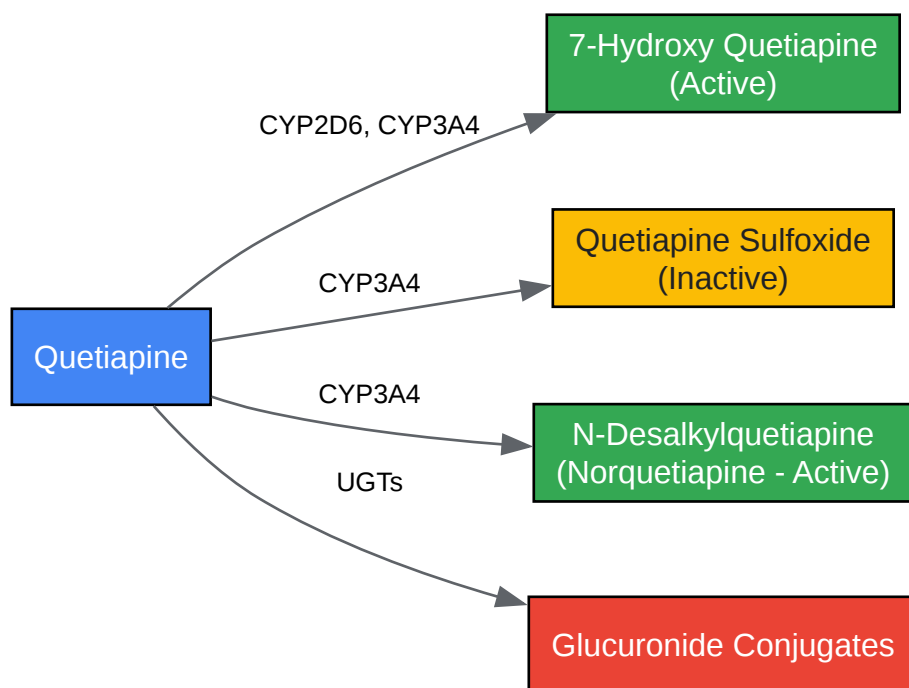 7-Hydroxy Quetiapine
(Active)
CYP2D6, CYP3A4
Quetiapine Sulfoxide
(Inactive)
CYP3A4
Quetiapine
CYP3A4
N-Desalkylquetiapine
(Norquetiapine - Active)
UGTs
Glucuronide Conjugates